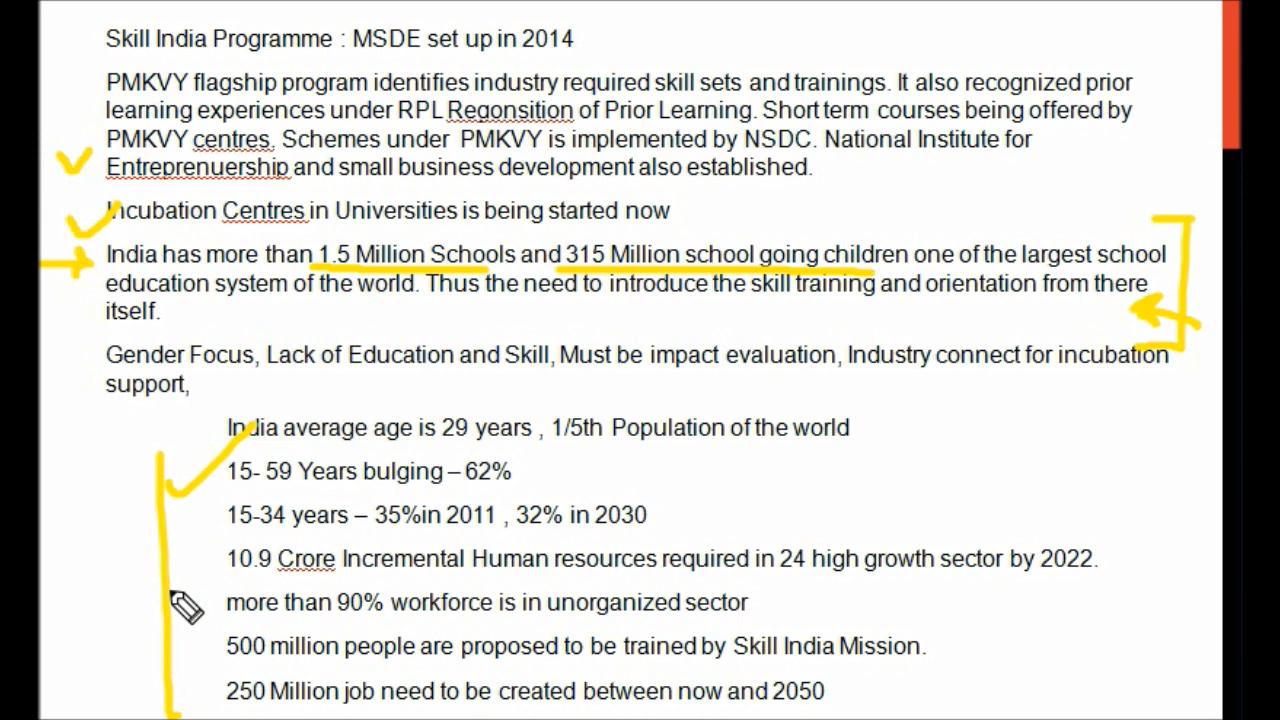 Skill India Programme : MSDE set up in 2014
PMKVY flagship program identifies industry required skill sets and trainings. It also recognized prior
learning experiences under RPL Regonsition of Prior Learning. Short term courses being offered by
PMKVY centres. Schemes under PMKVY is implemented by NSDC. National Institute for
Entreprenuership and small business development also established.
Incubation Centres in Universities is being started now
India has more than 1.5 Million Schools and 315 Million school going children one of the largest school
education system of the world. Thus the need to introduce the skill training and orientation from there
itself.
Gender Focus, Lack of Education and Skill, Must be impact evaluation, Industry connect for incubation
support,
India average age is 29 years , 1/5th Population of the world
15- 59 Years bulging – 62%
15-34 years – 35%in 2011 , 32% in 2030
10.9 Crore Incremental Human resources required in 24 high growth sector by 2022.
more than 90% workforce is in unorganized sector
500 million people are proposed to be trained by Skill India Mission.
250 Million job need to be created between now and 2050